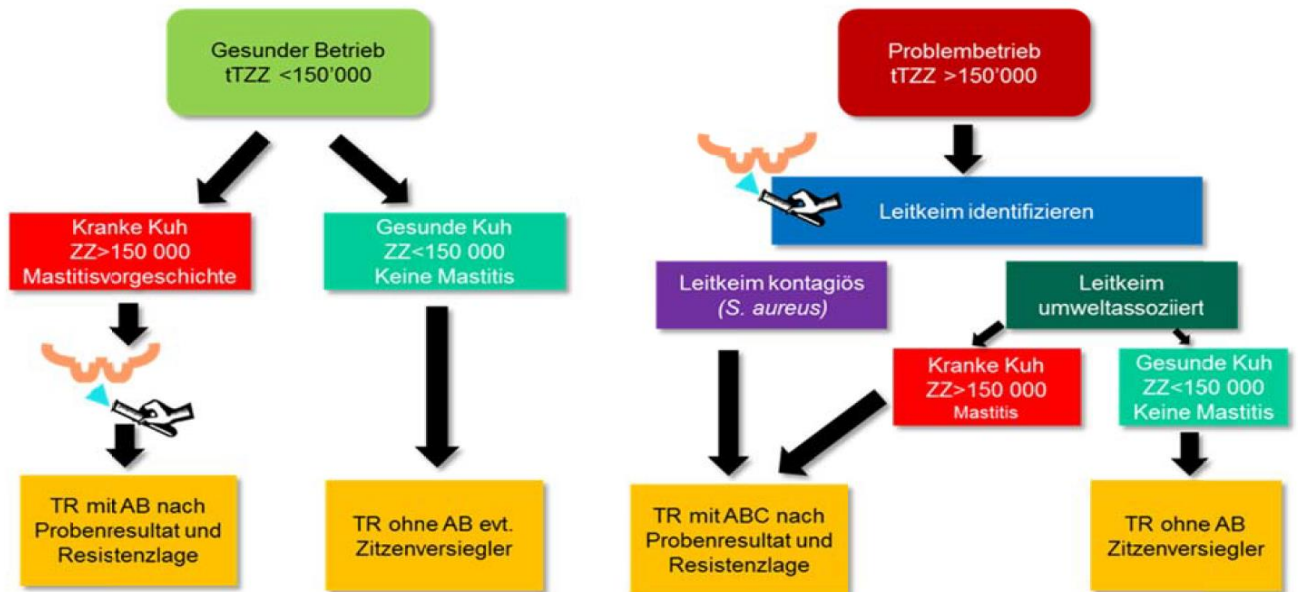 Gesunder Betrieb
tTZZ <150'000
Kranke Kuh
ZZ>150 000
Mastitisvorgeschichte
Gesunde Kuh
ZZ<150 000
Keine Mastitis
TR mit AB nach
Probenresultat und
Resistenzlage
TR ohne AB evt.
Zitzenversiegler
Problembetrieb
tTZZ >150'000
Leitkeim identifizieren
Leitkeim kontagiös
(S. aureus)
Leitkeim
umweltassoziiert
Kranke Kuh
ZZ>150 000
Mastitis
Gesunde Kuh
ZZ<150 000
Keine Mastitis
TR mit ABC nach
Probenresultat und
Resistenzlage
TR ohne AB
Zitzenversiegler